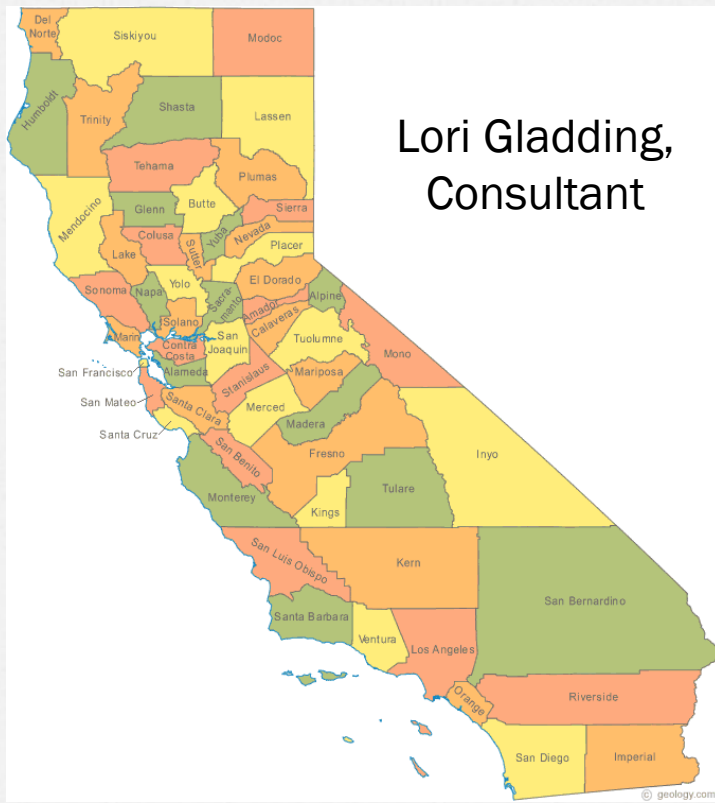 Lori Gladding,
Consultant
Del
Norte
Siskiyou
Modoc
Humboldt
Trinity
Shasta
Lassen
Tehama
Plumas
Mendocino
Glenn
Butte
Sierra
Colusa
Yuba
Nevada
Lake
Sutter
Placer
Sonoma
Napa
Yolo
El Dorado
Sacra-
mento
Alpine
Amador
Solano
Calaveras
Marin
Contra
Costa
San
Joaquin
Tuolumne
Mono
San Francisco
Alameda
Stanislaus
Mariposa
San Mateo
Santa Clara
Merced
Madera
Santa Cruz
San Benito
Fresno
Inyo
Monterey
Kings
Tulare
San Luis Obispo
Kern
San Bernardino
Santa Barbara
Ventura
Los Angeles
Orange
Riverside
San Diego
Imperial
© geology.com